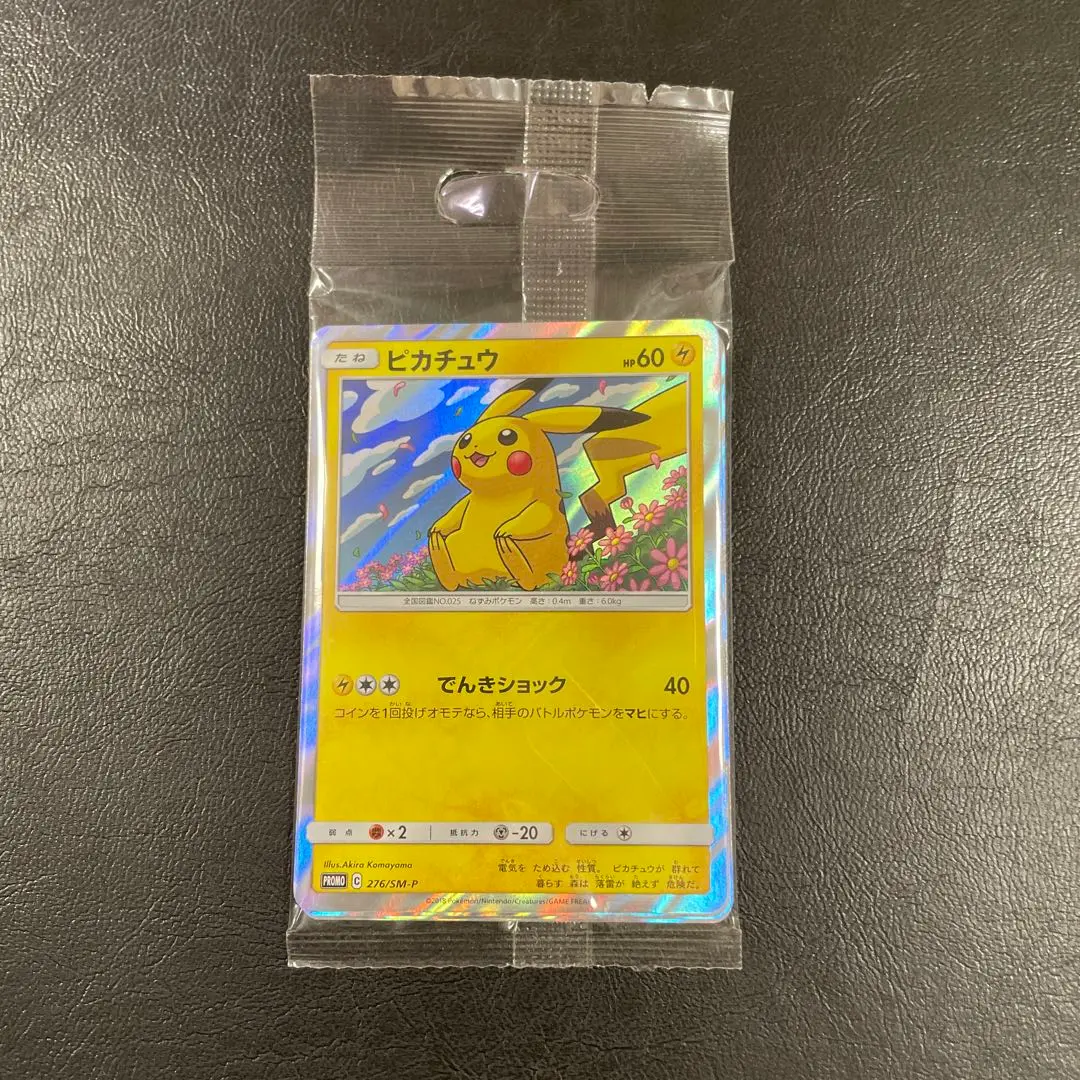 たね ピカチュウ HP60
全国図鑑NO.025 ねずみポケモン 高さ:0.4m 重さ:6.0kg
でんきショック 40
コインを1回投げオモテなら、相手のバトルポケモンをマヒにする。
弱点 ×2 抵抗力 -20 にげる
Illus.Akira Komayama
電気を ため込む 性質。 ピカチュウが 群れて
暮らす 森は 落雷が 絶えず 危険だ。
PROMO C 276/SM-P
©2018 Pokémon/Nintendo/Creatures/GAME FREAK